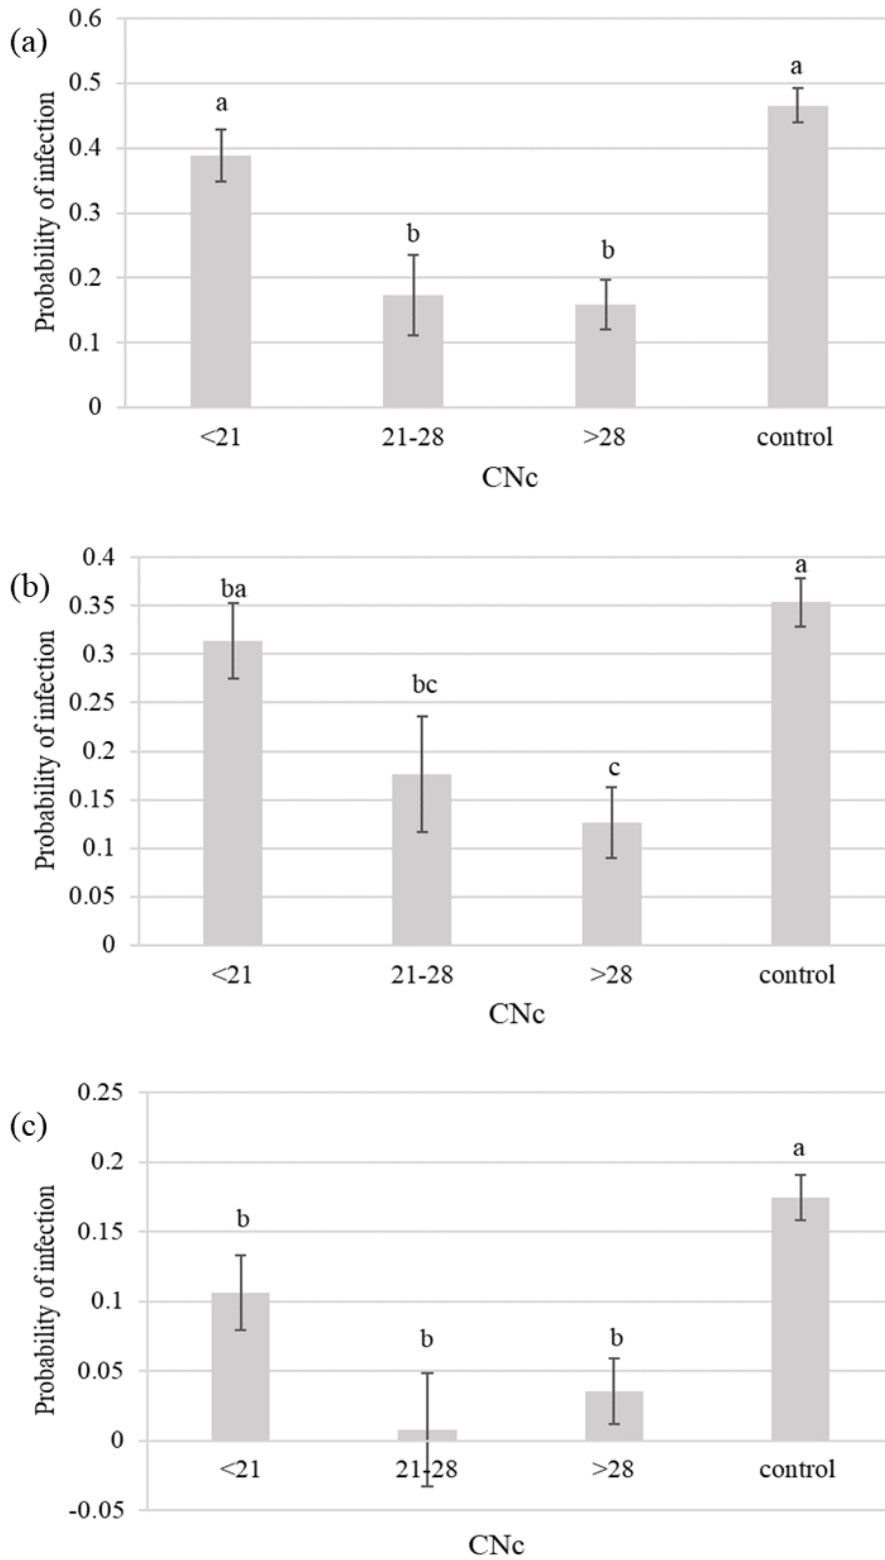 (a)
Probability of infection
0.6
0.5
0.4
0.3
0.2
0.1
0
a
b
b
a
<21 21-28 >28 control
CNc
(b)
Probability of infection
0.4
0.35
0.3
0.25
0.2
0.15
0.1
0.05
0
ba
bc
c
a
<21 21-28 >28 control
CNc
(c)
Probability of infection
0.25
0.2
0.15
0.1
0.05
0
-0.05
b
b
b
a
<21 21-28 >28 control
CNc